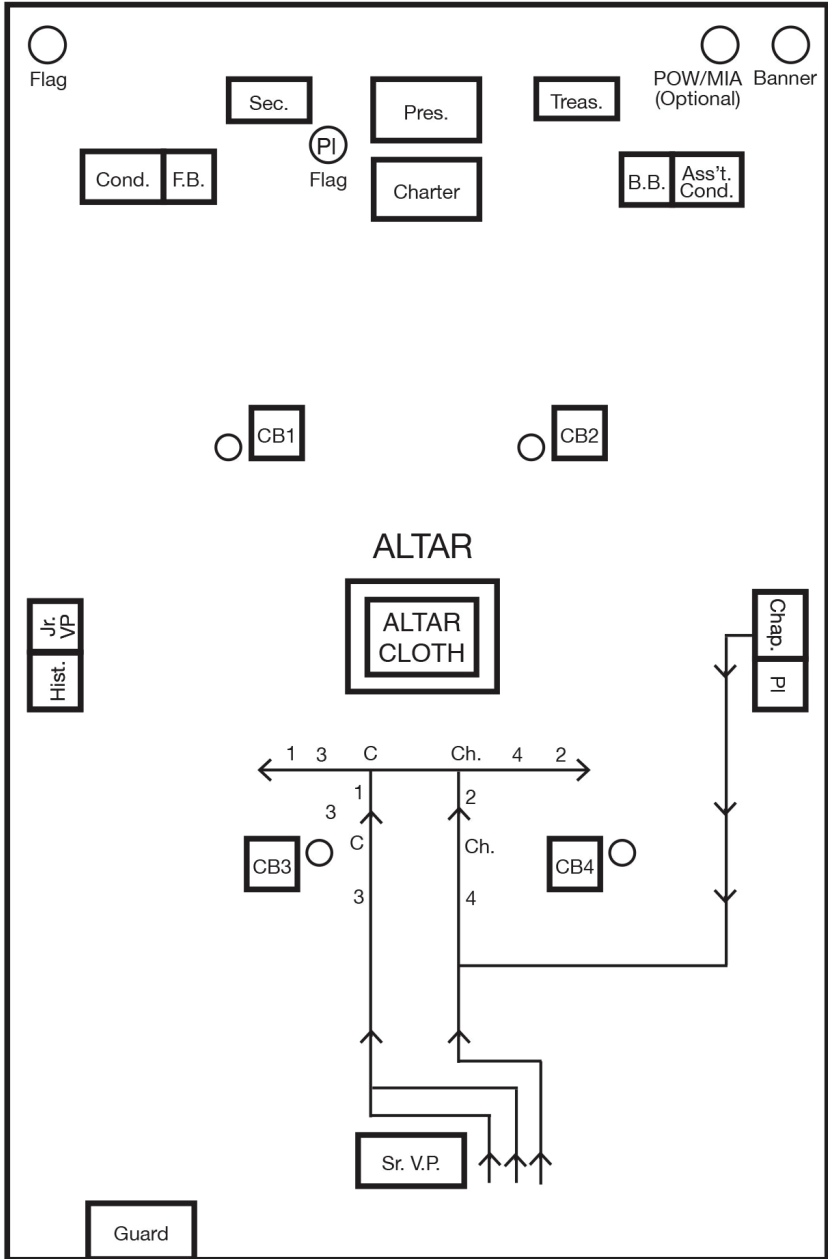 Flag
POW/MIA
(Optional)
Banner
Sec.
Pres.
Treas.
PI
Flag
Cond.
F.B.
Charter
B.B.
Ass't.
Cond.
CB1
CB2
ALTAR
ALTAR
CLOTH
Jr.
VP
Hist.
Chap.
PI
1 3 C Ch. 4 2
1
2
3
C
Ch.
CB3
CB4
3
4
Sr. V.P.
Guard